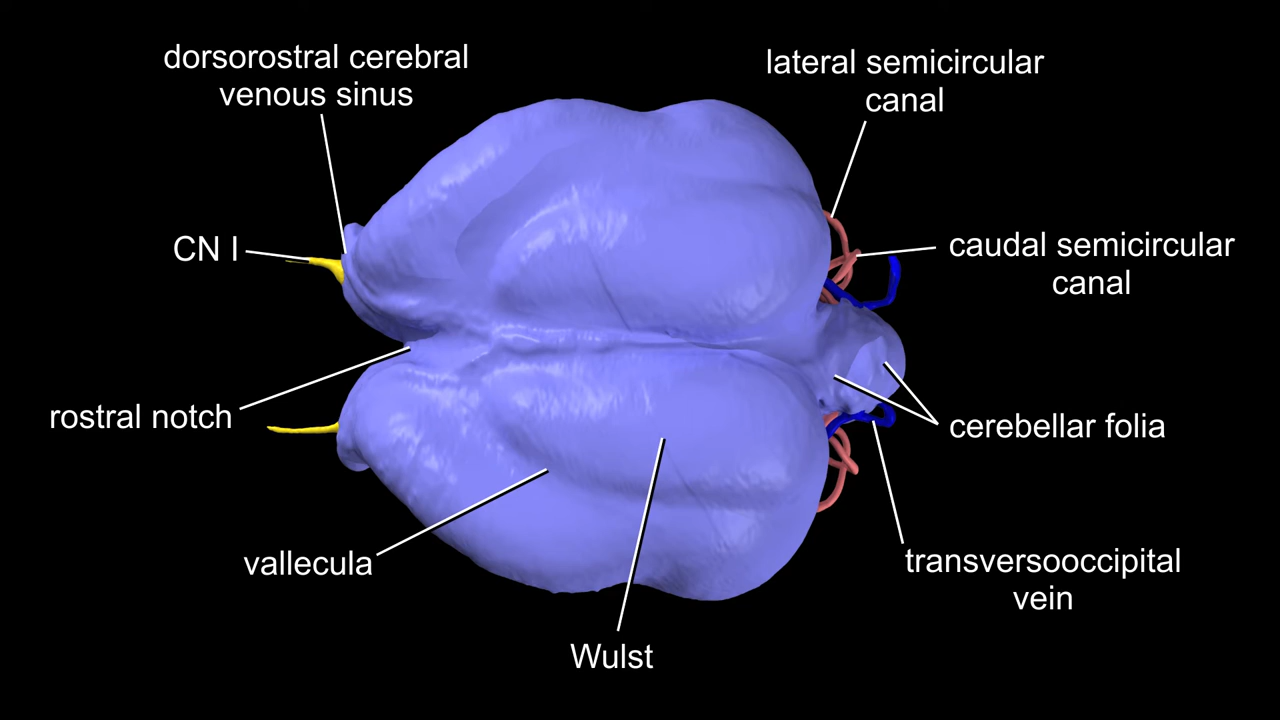 dorsorostral cerebral
venous sinus
lateral semicircular
canal
CN I
caudal semicircular
canal
rostral notch
cerebellar folia
vallecula
transversooccipital
vein
Wulst